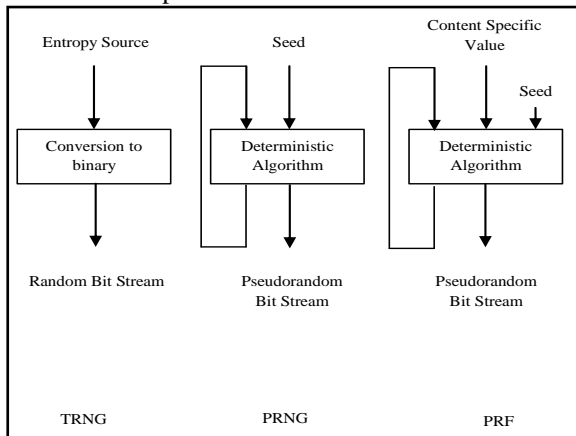 Entropy Source
Conversion to
binary
Random Bit Stream
TRNG
Seed
Deterministic
Algorithm
Pseudorandom
Bit Stream
PRNG
Content Specific
Value
Seed
Deterministic
Algorithm
Pseudorandom
Bit Stream
PRF